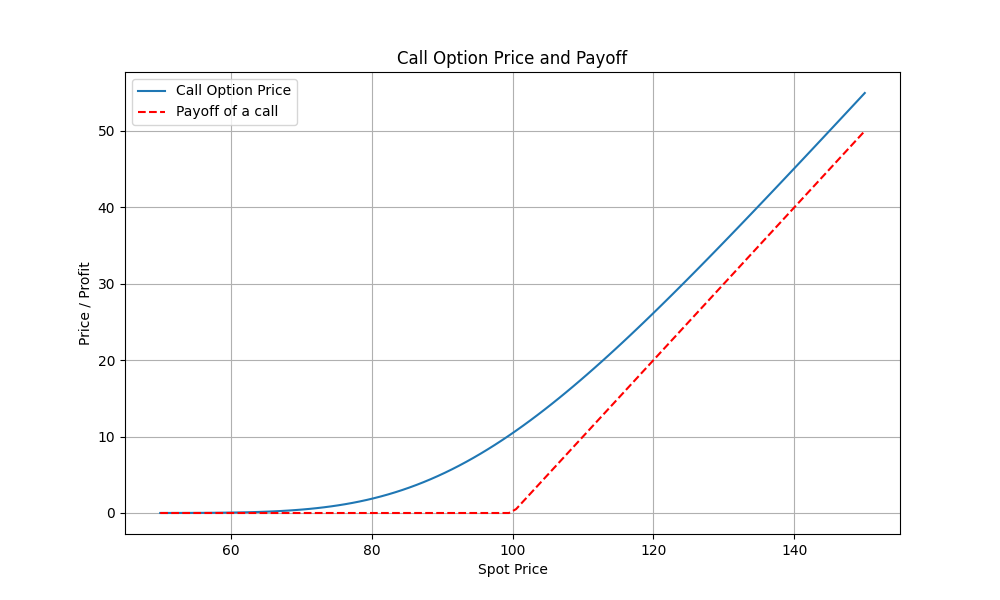 Call Option Price and Payoff
Call Option Price
Payoff of a call
Price / Profit
50
40
30
20
10
0
60
80
100
120
140
Spot Price